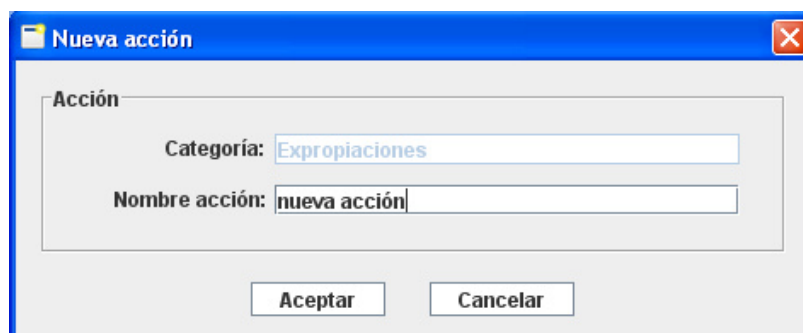 Nueva acción
Acción
Categoría: Expropiaciones
Nombre acción: nueva acción
Aceptar Cancelar